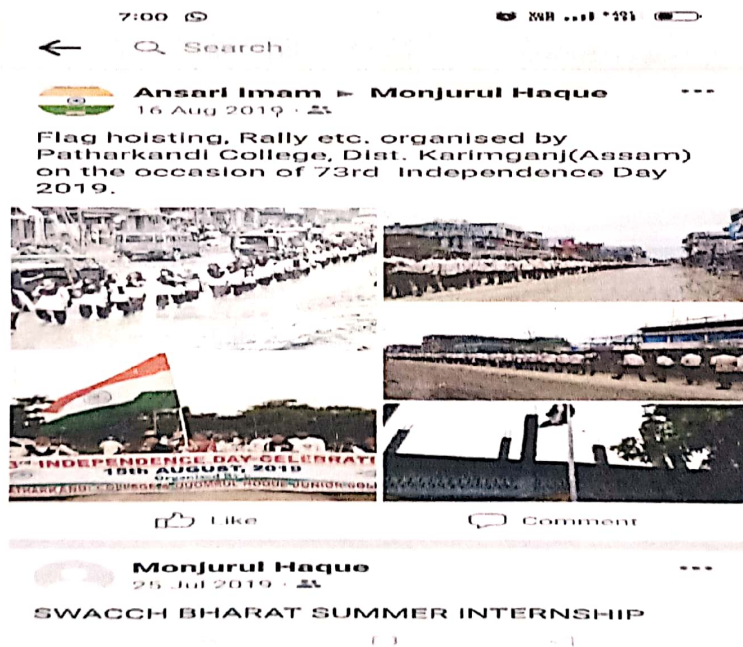 7:00
Search
Ansari Imam ▸ Monjurul Haque
16 Aug 2019 ·
Flag hoisting, Rally etc. organised by
Patharkandi College, Dist. Karimganj(Assam)
on the occasion of 73rd Independence Day
2019.
INDEPENDENCE DAY CELEBRATI
15th AUGUST, 2019
Like
Comment
Monjurul Haque
25 Jul 2019 ·
SWACCH BHARAT SUMMER INTERNSHIP